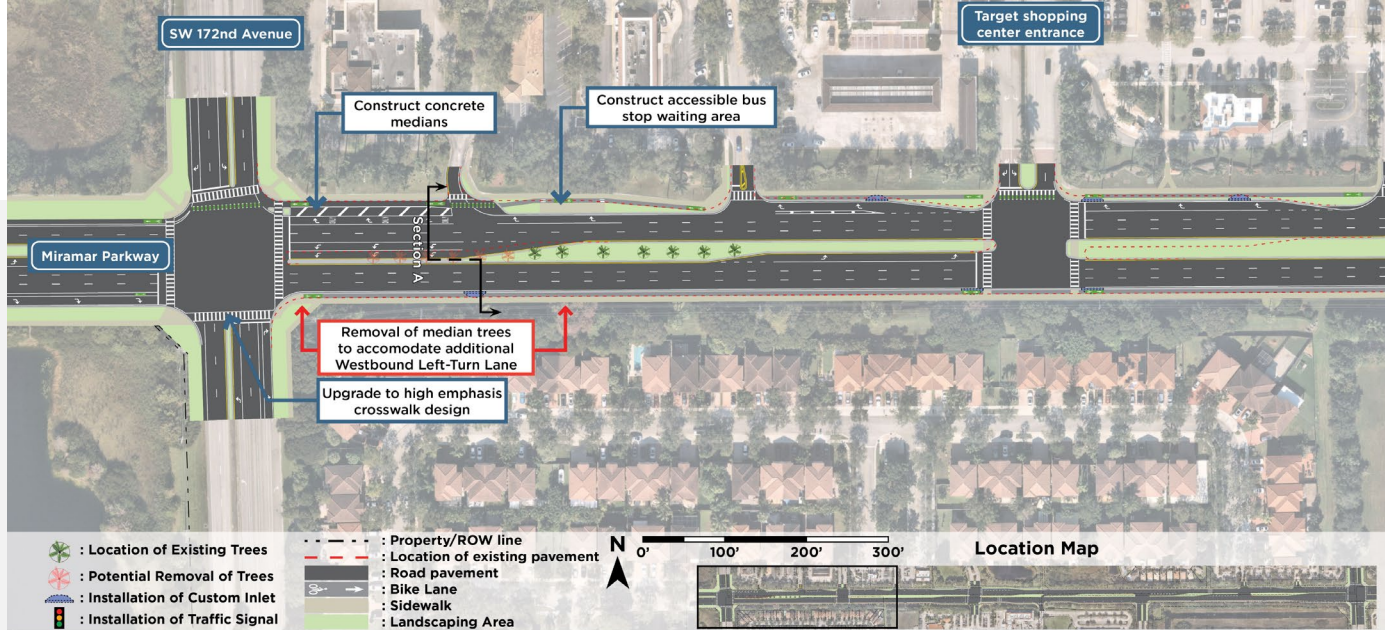 SW 172nd Avenue
Target shopping
center entrance
Construct concrete
medians
Construct accessible bus
stop waiting area
Section A
Miramar Parkway
Removal of median trees
to accomodate additional
Westbound Left-Turn Lane
Upgrade to high emphasis
crosswalk design
: Location of Existing Trees
: Potential Removal of Trees
: Installation of Custom Inlet
: Installation of Traffic Signal
: Property/ROW line
: Location of existing pavement
: Road pavement
: Bike Lane
: Sidewalk
: Landscaping Area
N
0' 100' 200' 300'
Location Map